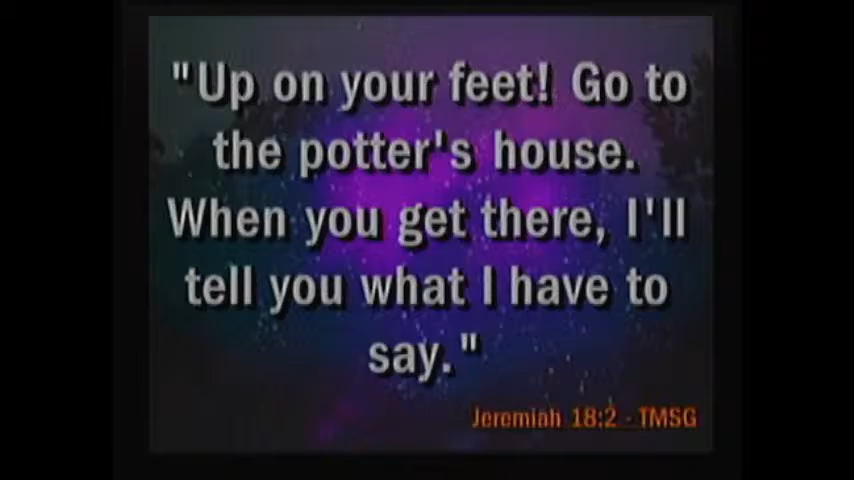 "Up on your feet! Go to
the potter's house.
When you get there, I'll
tell you what I have to
say."
Jeremiah 18:2 - TMSG